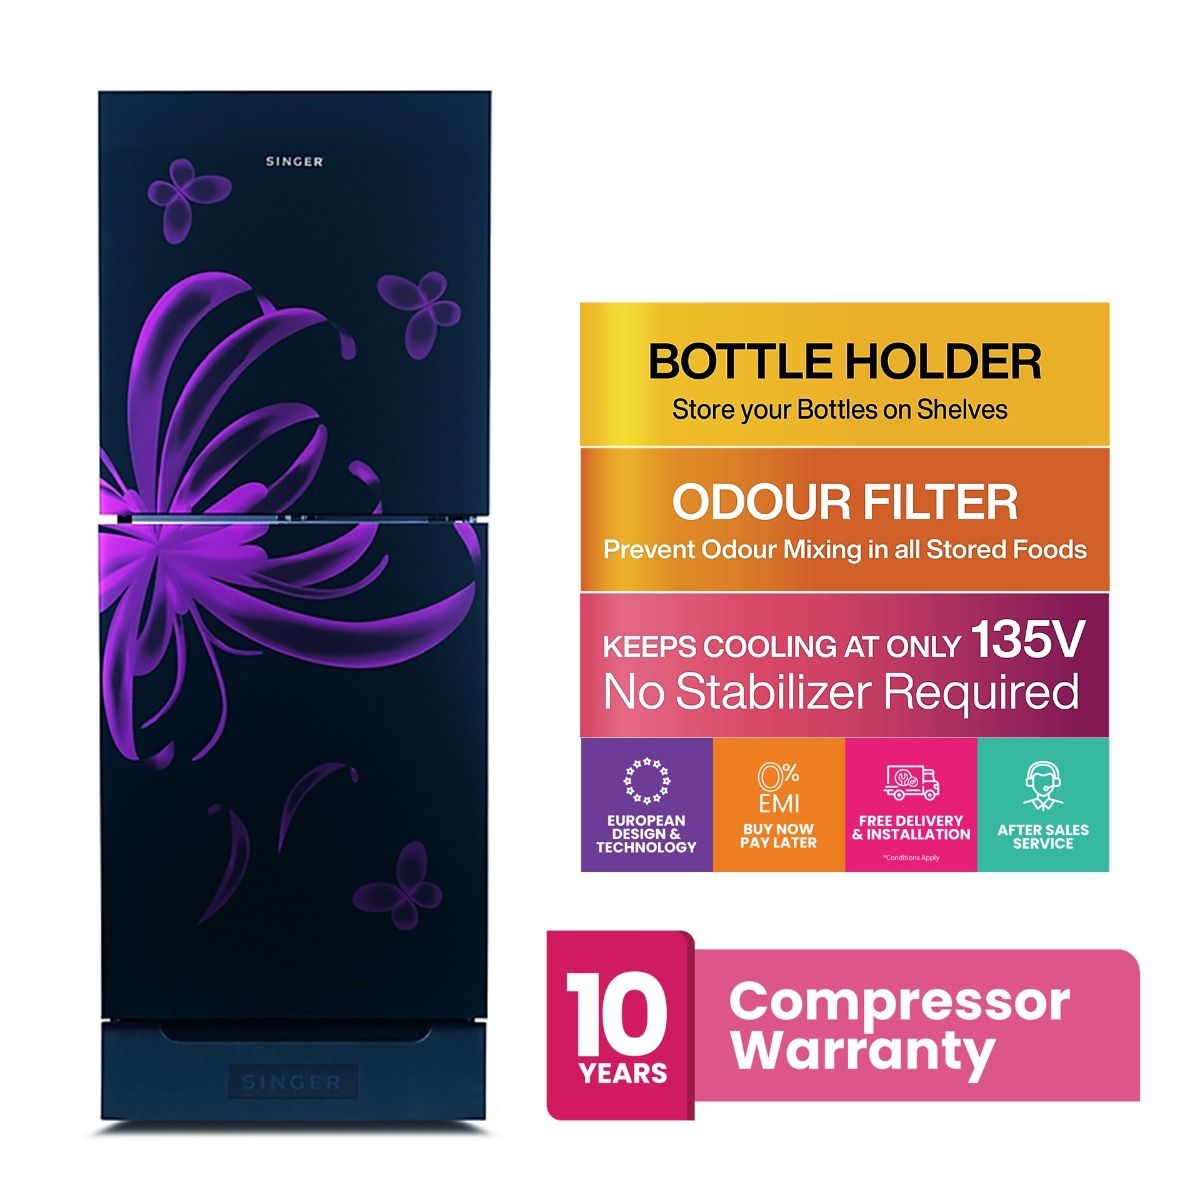 SINGER
SINGER
BOTTLE HOLDER
Store your Bottles on Shelves
ODOUR FILTER
Prevent Odour Mixing in all Stored Foods
KEEPS COOLING AT ONLY 135V
No Stabilizer Required
EUROPEAN
DESIGN &
TECHNOLOGY
0%
EMI
BUY NOW
PAY LATER
FREE DELIVERY
& INSTALLATION
*Conditions Apply
AFTER SALES
SERVICE
10
YEARS
Compressor
Warranty